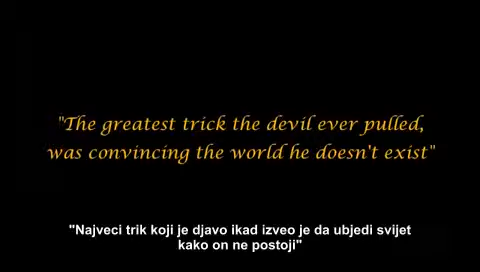 "The greatest trick the devil ever pulled,
was convincing the world he doesn't exist"
"Najveci trik koji je djavo ikad izveo je da ubjedi svijet
kako on ne postoji"